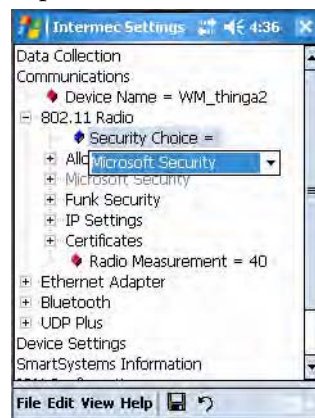 Intermec Settings 4:36
Data Collection
Communications
Device Name = WM_thinga2
802.11 Radio
Security Choice =
Microsoft Security
Microsoft Security
Funk Security
IP Settings
Certificates
Radio Measurement = 40
Ethernet Adapter
Bluetooth
UDP Plus
Device Settings
SmartSystems Information
File Edit View Help